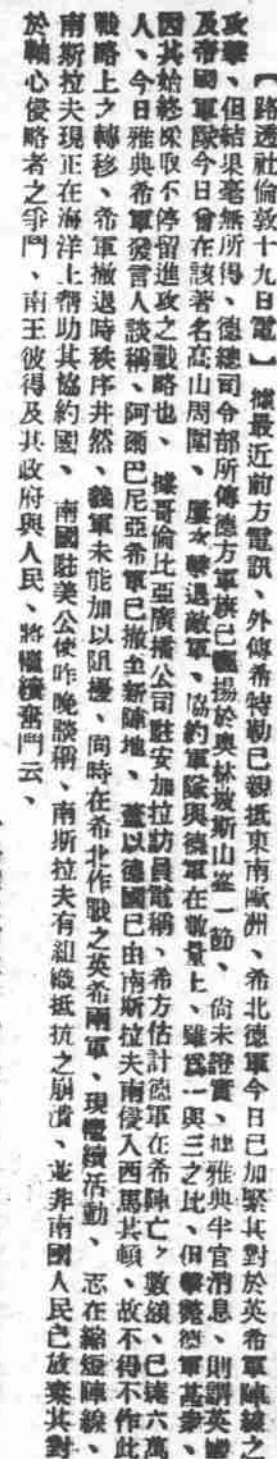 【路透社倫敦十九日電】據最近前方電訊、外傳希特勒已親抵東南歐洲、希北德軍今日已加緊其對於英希軍陣線之
攻擊、但結果毫無所得、德總司令部所傳德方軍旗已飄揚於奧林坡斯山峯一節、尚未證實、據雅典半官消息、則謂英國
及帝國軍隊今日曾在該著名高山周圍、屢次擊退敵軍、協約軍隊與德軍在數量上、雖爲一與三之比、但擊斃德軍甚多、
因其始終採取不停留進攻之戰略也、據哥倫比亞廣播公司駐安加拉訪員電稱、希方估計德軍在希陣亡數額、已達六萬
人、今日雅典希軍發言人談稱、阿爾巴尼亞希軍已撤至新陣地、蓋以德國已由南斯拉夫南侵入西馬其頓、故不得不作此
戰略上之轉移、希軍撤退時秩序井然、義軍未能加以阻擾、同時在希北作戰之英希兩軍、現繼續活動、志在縮短陣線、
南斯拉夫現正在海洋上幇助其協約國、南國駐美公使昨晚談稱、南斯拉夫有組織抵抗之崩潰、並非南國人民已放棄其對
於軸心侵略者之爭鬥、南王彼得及其政府與人民、將繼續奮鬥云、